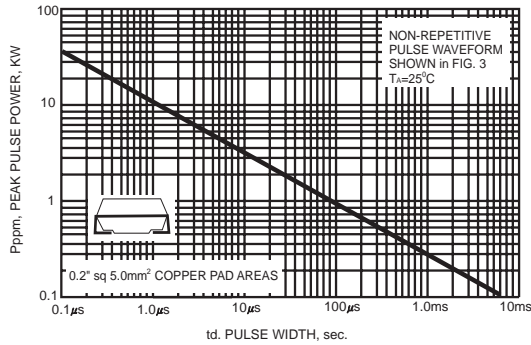 100
10
1
0.1
Pppm, PEAK PULSE POWER, KW
NON-REPETITIVE
PULSE WAVEFORM
SHOWN in FIG. 3
TA=25⁰C
0.2" sq 5.0mm² COPPER PAD AREAS
0.1μs 1.0μs 10μs 100μs 1.0ms 10ms
td. PULSE WIDTH, sec.